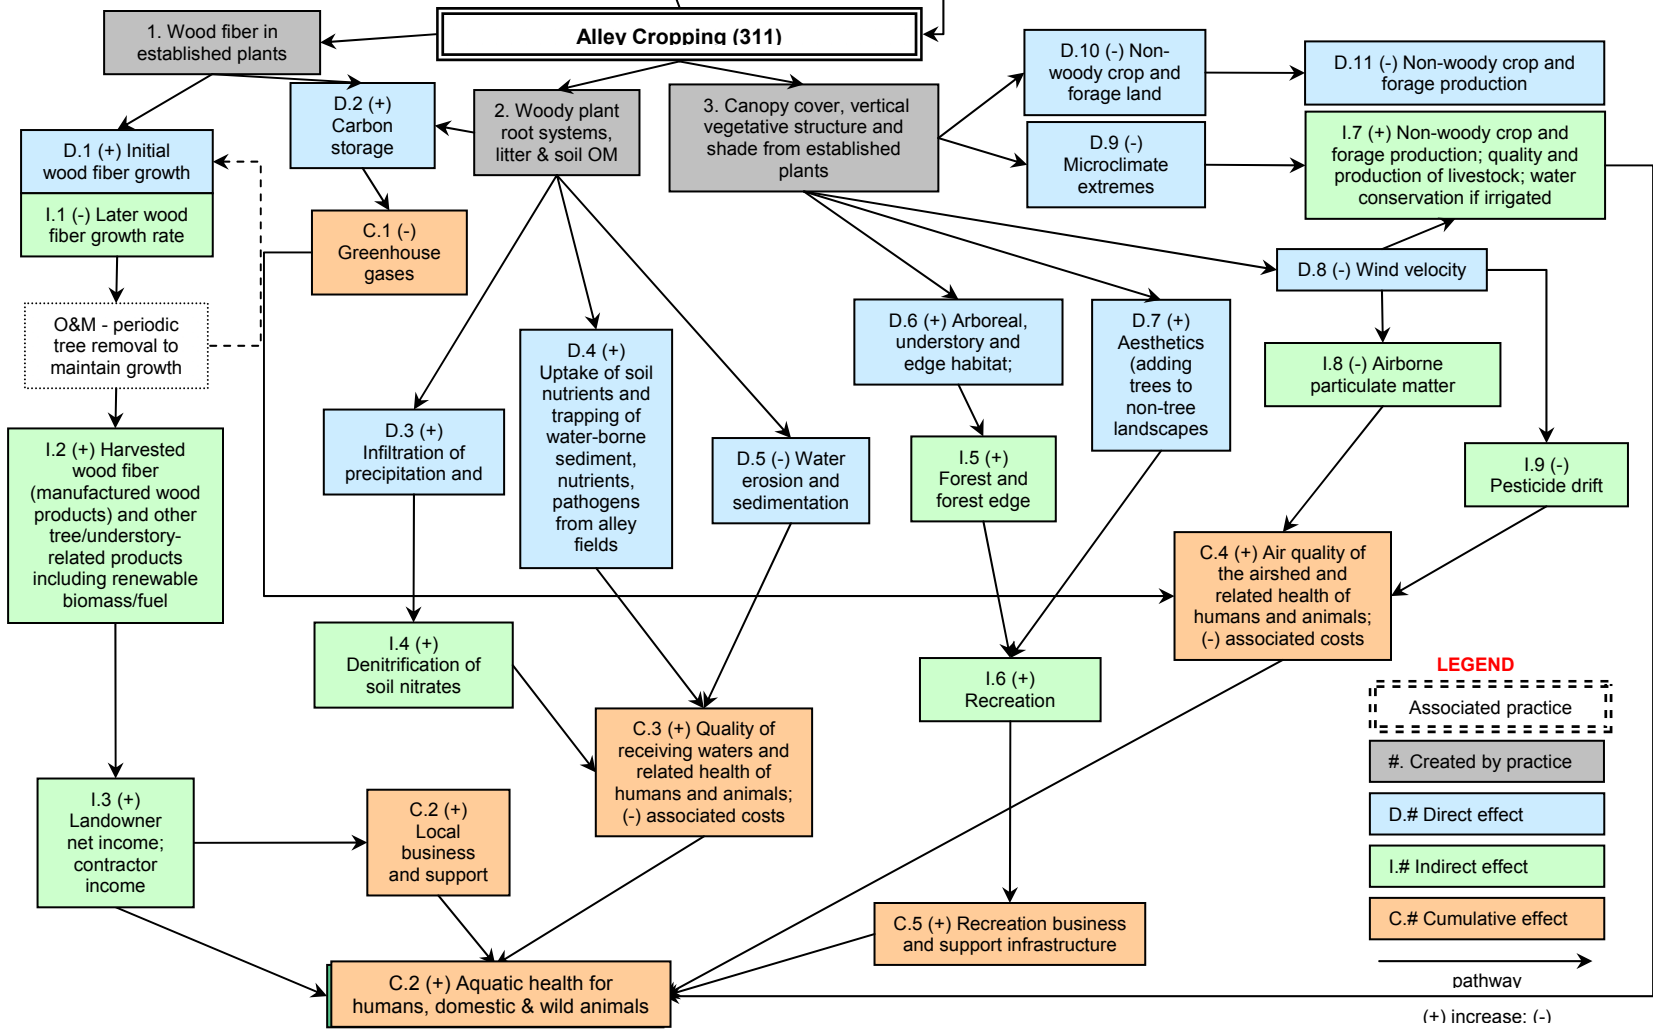 1. Wood fiber in
established plants
Alley Cropping (311)
D.10 (-) Non-
woody crop and
forage land
D.11 (-) Non-woody crop and
forage production
D.2 (+)
Carbon
storage
2. Woody plant
root systems,
litter & soil OM
3. Canopy cover, vertical
vegetative structure and
shade from established
plants
D.9 (-)
Microclimate
extremes
I.7 (+) Non-woody crop and
forage production; quality and
production of livestock; water
conservation if irrigated
D.1 (+) Initial
wood fiber growth
I.1 (-) Later wood
fiber growth rate
C.1 (-)
Greenhouse
gases
D.8 (-) Wind velocity
O&M - periodic
tree removal to
maintain growth
D.4 (+)
Uptake of soil
nutrients and
trapping of
water-borne
sediment,
nutrients,
pathogens
from alley
fields
D.6 (+) Arboreal,
understory and
edge habitat;
D.7 (+)
Aesthetics
(adding
trees to
non-tree
landscapes
I.8 (-) Airborne
particulate matter
D.3 (+)
Infiltration of
precipitation and
D.5 (-) Water
erosion and
sedimentation
I.5 (+)
Forest and
forest edge
I.9 (-)
Pesticide drift
I.2 (+) Harvested
wood fiber
(manufactured wood
products) and other
tree/understory-
related products
including renewable
biomass/fuel
C.4 (+) Air quality of
the airshed and
related health of
humans and animals;
(-) associated costs
I.4 (+)
Denitrification of
soil nitrates
I.6 (+)
Recreation
C.3 (+) Quality of
receiving waters and
related health of
humans and animals;
(-) associated costs
I.3 (+)
Landowner
net income;
contractor
income
C.2 (+)
Local
business
and support
C.5 (+) Recreation business
and support infrastructure
C.2 (+) Aquatic health for
humans, domestic & wild animals
LEGEND
Associated practice
#. Created by practice
D.# Direct effect
I.# Indirect effect
C.# Cumulative effect
pathway
(+) increase; (-)